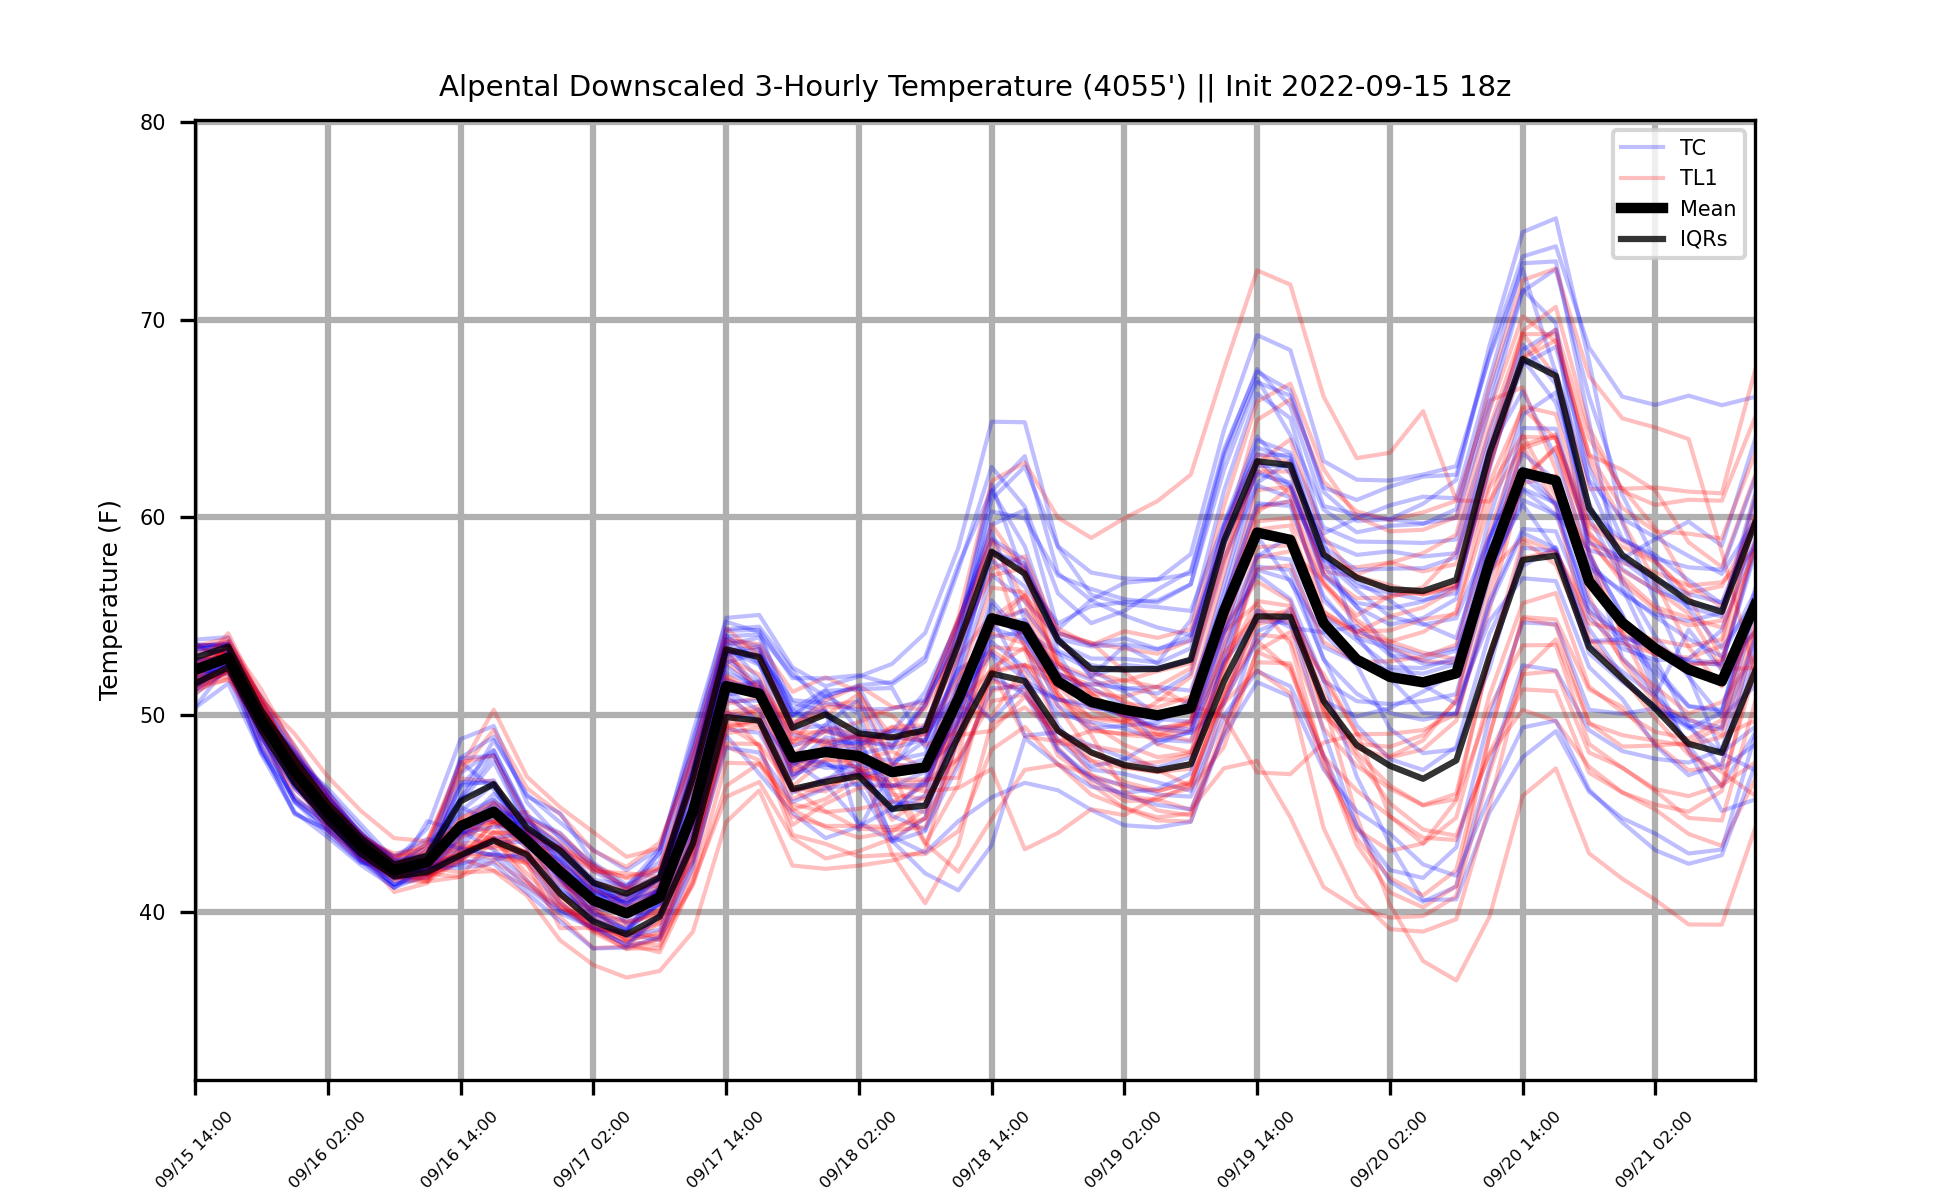 Alpental Downscaled 3-Hourly Temperature (4055') || Init 2022-09-15 18z
80
70
60
50
40
Temperature (F)
TC
TL1
Mean
IQRs
09/15 14:00
09/16 02:00
09/16 14:00
09/17 02:00
09/17 14:00
09/18 02:00
09/18 14:00
09/19 02:00
09/19 14:00
09/20 02:00
09/20 14:00
09/21 02:00